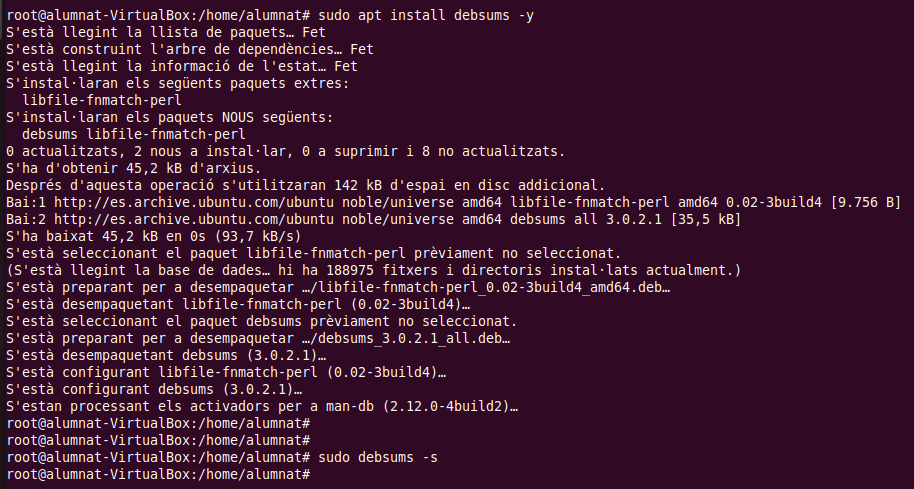 root@alumnat-VirtualBox:/home/alumnat# sudo apt install debsums -y
S'està llegint la llista de paquets… Fet
S'està construint l'arbre de dependències… Fet
S'està llegint la informació de l'estat… Fet
S'instal·laran els següents paquets extres:
  libfile-fnmatch-perl
S'instal·laran els paquets NOUS següents:
  debsums libfile-fnmatch-perl
0 actualitzats, 2 nous a instal·lar, 0 a suprimir i 8 no actualitzats.
S'ha d'obtenir 45,2 kB d'arxius.
Després d'aquesta operació s'utilitzaran 142 kB d'espai en disc addicional.
Bai:1 http://es.archive.ubuntu.com/ubuntu noble/universe amd64 libfile-fnmatch-perl amd64 0.02-3build4 [9.756 B]
Bai:2 http://es.archive.ubuntu.com/ubuntu noble/universe amd64 debsums all 3.0.2.1 [35,5 kB]
S'ha baixat 45,2 kB en 0s (93,7 kB/s)
S'està seleccionant el paquet libfile-fnmatch-perl prèviament no seleccionat.
(S'està llegint la base de dades… hi ha 188975 fitxers i directoris instal·lats actualment.)
S'està preparant per a desempaquetar …/libfile-fnmatch-perl_0.02-3build4_amd64.deb…
S'està desempaquetant libfile-fnmatch-perl (0.02-3build4)…
S'està seleccionant el paquet debsums prèviament no seleccionat.
S'està preparant per a desempaquetar …/debsums_3.0.2.1_all.deb…
S'està desempaquetant debsums (3.0.2.1)…
S'està configurant libfile-fnmatch-perl (0.02-3build4)…
S'està configurant debsums (3.0.2.1)…
S'estan processant els activadors per a man-db (2.12.0-4build2)…
root@alumnat-VirtualBox:/home/alumnat#
root@alumnat-VirtualBox:/home/alumnat#
root@alumnat-VirtualBox:/home/alumnat# sudo debsums -s
root@alumnat-VirtualBox:/home/alumnat#